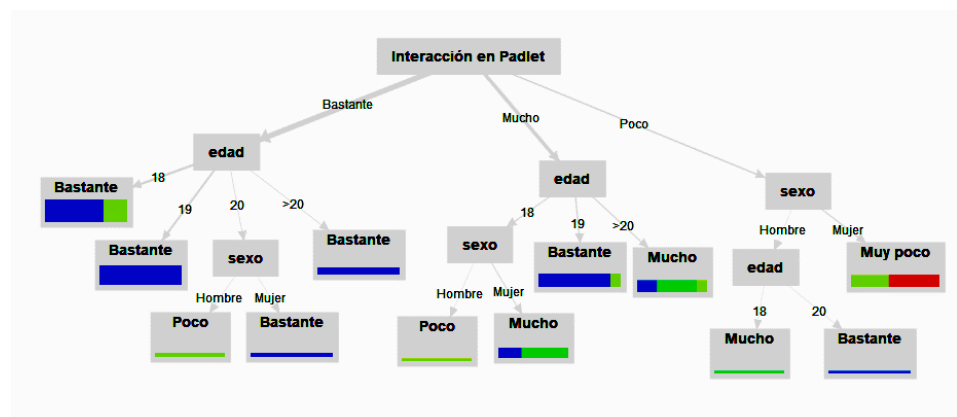 Interacción en Padlet
Bastante
Mucho
Poco
edad
edad
sexo
18
19
20
>20
18
19
>20
Hombre
Mujer
Bastante
Bastante
sexo
Bastante
sexo
Bastante
Mucho
edad
Muy poco
Hombre
Mujer
Hombre
Mujer
18
20
Poco
Bastante
Poco
Mucho
Mucho
Bastante